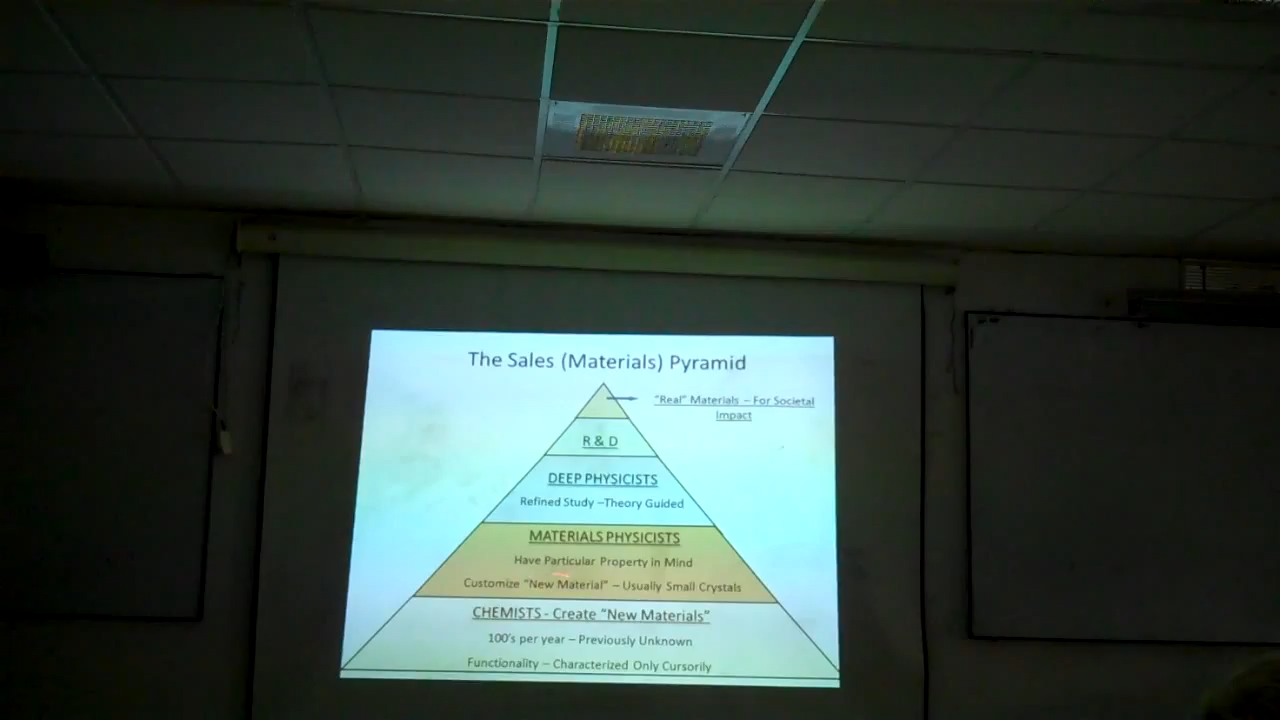 The Sales (Materials) Pyramid
"Real" Materials – For Societal
Impact
R & D
DEEP PHYSICISTS
Refined Study –Theory Guided
MATERIALS PHYSICISTS
Have Particular Property in Mind
Customize "New Material" – Usually Small Crystals
CHEMISTS - Create "New Materials"
100's per year – Previously Unknown
Functionality – Characterized Only Cursorily